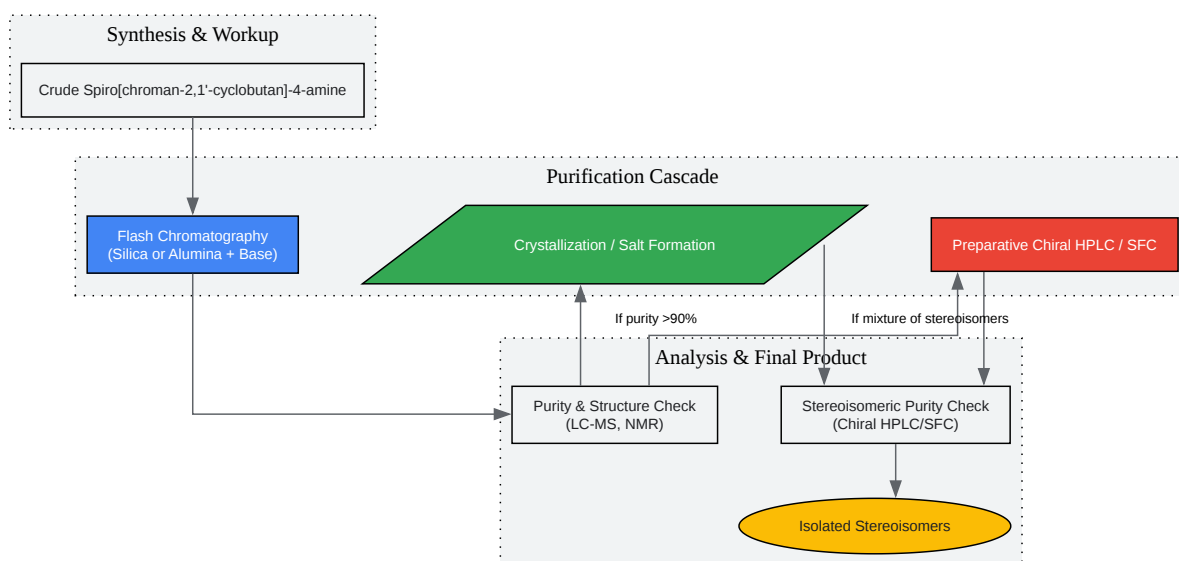 Synthesis & Workup
Crude Spiro[chroman-2,1'-cyclobutan]-4-amine
Purification Cascade
Flash Chromatography
(Silica or Alumina + Base)
Crystallization / Salt Formation
Preparative Chiral HPLC / SFC
If purity >90%
If mixture of stereoisomers
Analysis & Final Product
Purity & Structure Check
(LC-MS, NMR)
Stereoisomeric Purity Check
(Chiral HPLC/SFC)
Isolated Stereoisomers